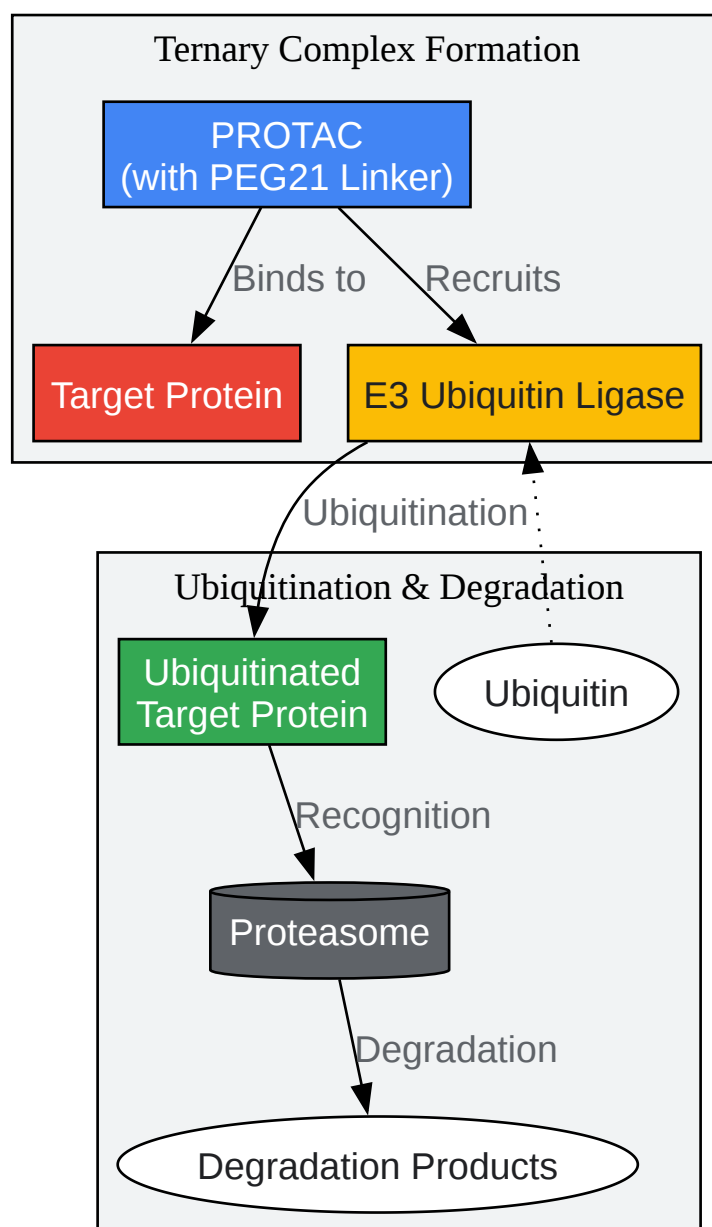 Ternary Complex Formation
PROTAC
(with PEG21 Linker)
Binds to
Recruits
Target Protein
E3 Ubiquitin Ligase
Ubiquitination
Ubiquitination & Degradation
Ubiquitinated
Target Protein
Ubiquitin
Recognition
Proteasome
Degradation
Degradation Products